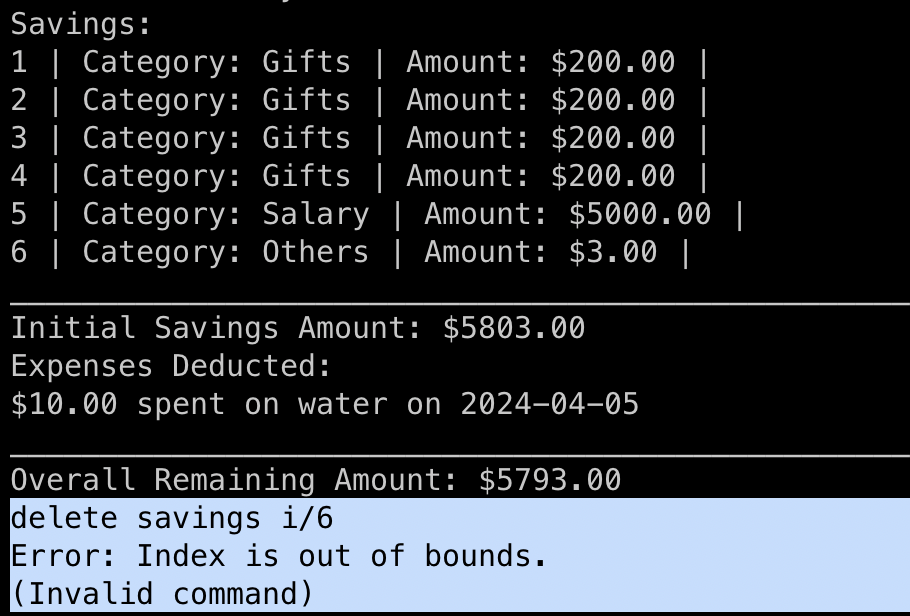 Savings:
1 | Category: Gifts | Amount: $200.00 |
2 | Category: Gifts | Amount: $200.00 |
3 | Category: Gifts | Amount: $200.00 |
4 | Category: Gifts | Amount: $200.00 |
5 | Category: Salary | Amount: $5000.00 |
6 | Category: Others | Amount: $3.00 |
Initial Savings Amount: $5803.00
Expenses Deducted:
$10.00 spent on water on 2024-04-05
Overall Remaining Amount: $5793.00
delete savings i/6
Error: Index is out of bounds.
(Invalid command)